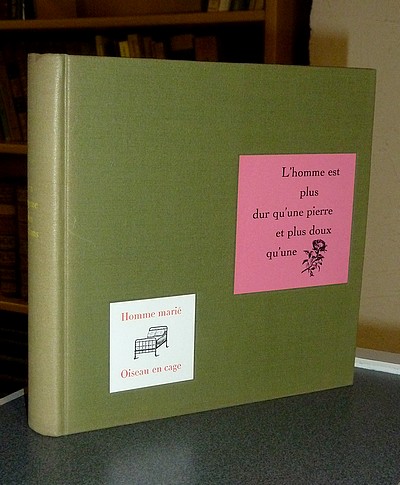 L'homme est
plus
dur qu'une pierre
et plus doux
qu'une
Homme marié
Oiseau en cage